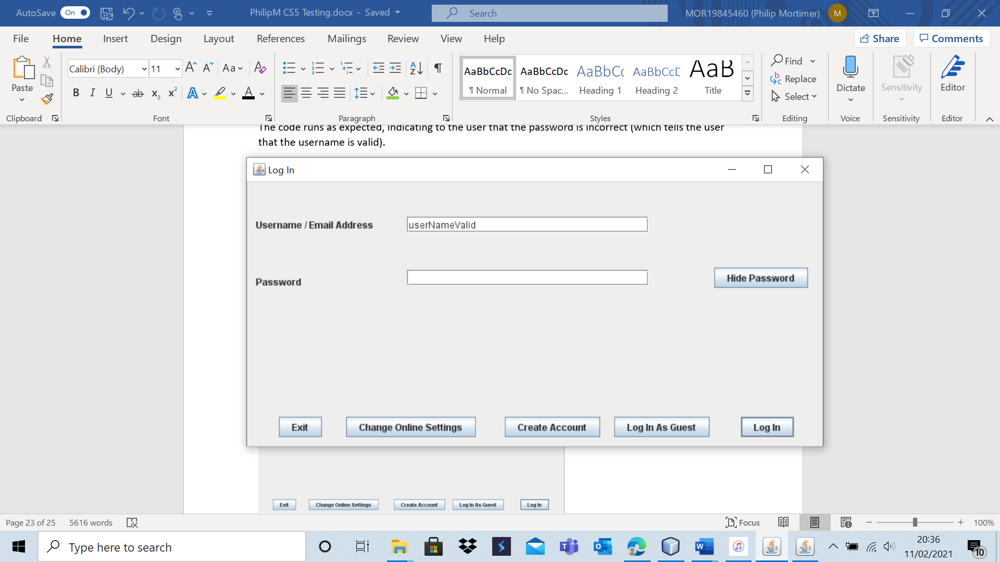 AutoSave On PhilipM CS5 Testing.docx - Saved Search MOR19845460 (Philip Mortimer) M
File Home Insert Design Layout References Mailings Review View Help Share Comments
Calibri (Body) 11 Aa AaBbCcDc AaBbCcDc AaBbCc AaBbCcD AaB Find
Paste ¶ Normal ¶ No Spac... Heading 1 Heading 2 Title Replace Dictate Sensitivity Editor
B I U ab x2 x2 A A Select
Clipboard Font Paragraph Styles Editing Voice Sensitivity Editor
The code runs as expected, indicating to the user that the password is incorrect (which tells the user
that the username is valid).
Log In
Username / Email Address userNameValid
Password Hide Password
Exit Change Online Settings Create Account Log In As Guest Log In
Exit Change Online Settings Create Account Log In As Guest Log In
Page 23 of 25 5616 words Focus 100%
Type here to search 20:36
11/02/2021 10